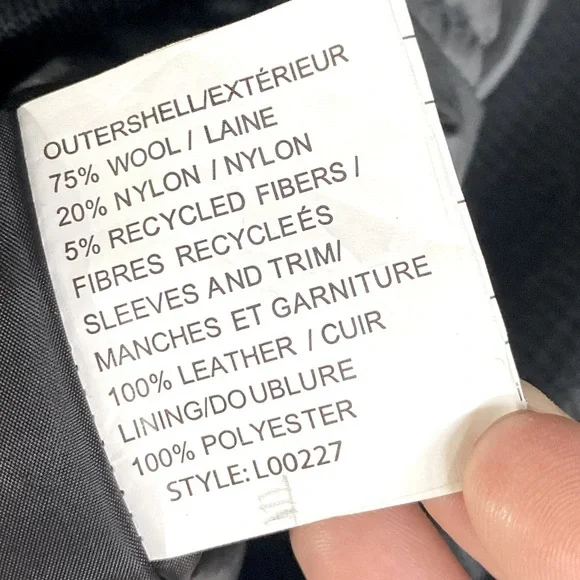 OUTERSHELL/EXTÉRIEUR
75% WOOL / LAINE
20% NYLON / NYLON
5% RECYCLED FIBERS /
FIBRES RECYCLEÉS
SLEEVES AND TRIM/
MANCHES ET GARNITURE
100% LEATHER / CUIR
LINING/DOUBLURE
100% POLYESTER
STYLE: L00227